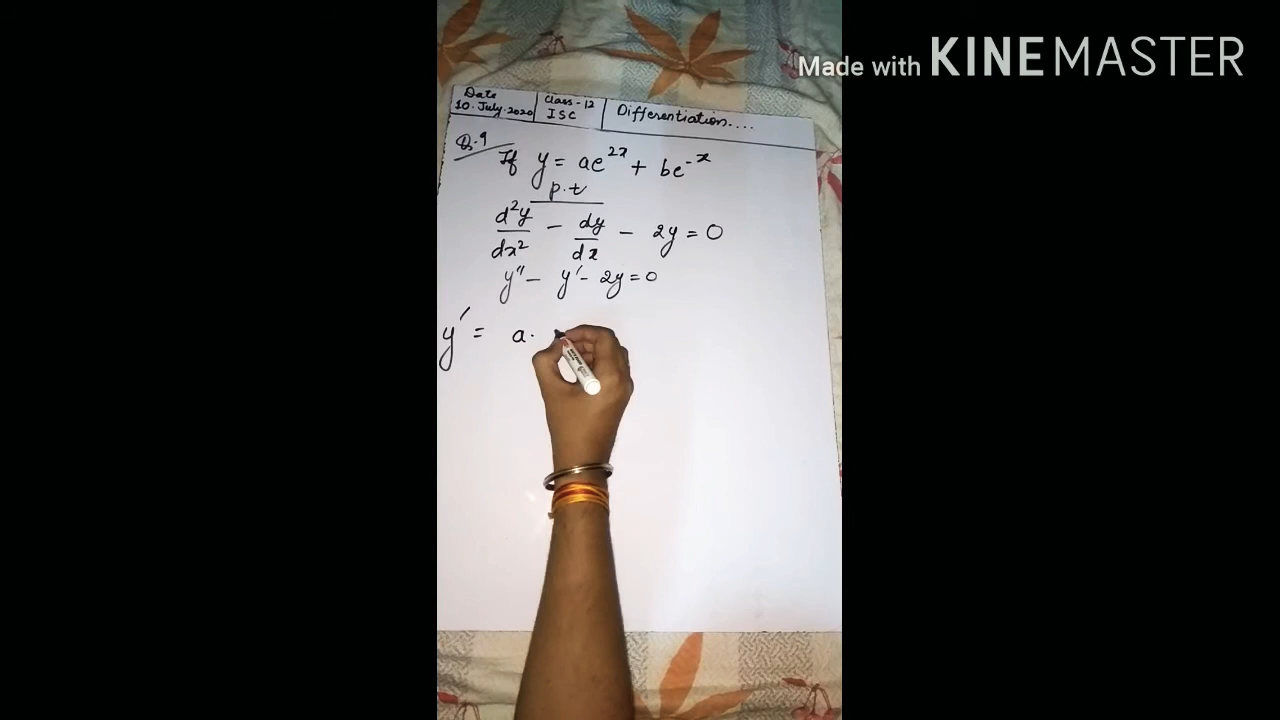 Made with KINEMASTER
Date
10.July.2020
Class-12
ISC
Differentiation....
Q.9
If y = ae^{2x} + be^{-x}
p.t
d²y/dx² - dy/dx - 2y = 0
y'' - y' - 2y = 0
y' = a.